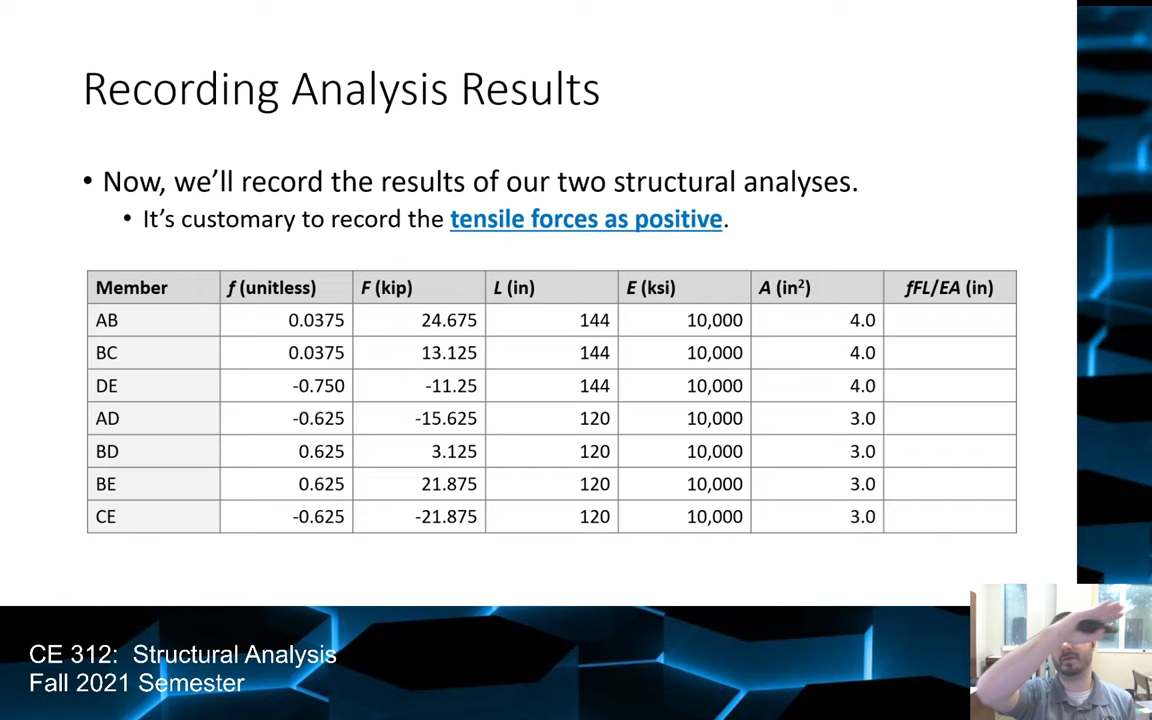 Recording Analysis Results
• Now, we'll record the results of our two structural analyses.
• It's customary to record the tensile forces as positive.
Member f (unitless) F (kip) L (in) E (ksi) A (in²) fFL/EA (in)
AB 0.0375 24.675 144 10,000 4.0
BC 0.0375 13.125 144 10,000 4.0
DE -0.750 -11.25 144 10,000 4.0
AD -0.625 -15.625 120 10,000 3.0
BD 0.625 3.125 120 10,000 3.0
BE 0.625 21.875 120 10,000 3.0
CE -0.625 -21.875 120 10,000 3.0
CE 312: Structural Analysis
Fall 2021 Semester